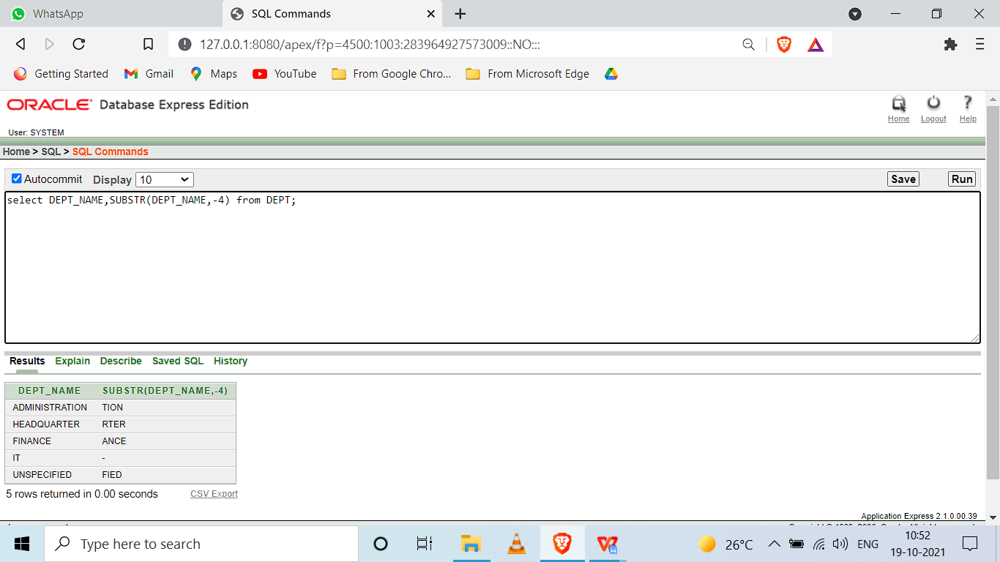 WhatsApp
SQL Commands
127.0.0.1:8080/apex/f?p=4500:1003:283964927573009::NO:::
Getting Started Gmail Maps YouTube From Google Chro... From Microsoft Edge
ORACLE Database Express Edition
Home Logout Help
User: SYSTEM
Home > SQL > SQL Commands
Autocommit Display 10 Save Run
select DEPT_NAME,SUBSTR(DEPT_NAME,-4) from DEPT;
Results Explain Describe Saved SQL History
DEPT_NAME SUBSTR(DEPT_NAME,-4)
ADMINISTRATION TION
HEADQUARTER RTER
FINANCE ANCE
IT -
UNSPECIFIED FIED
5 rows returned in 0.00 seconds CSV Export
Application Express 2.1.0.00.39
Type here to search
26°C ENG
10:52
19-10-2021